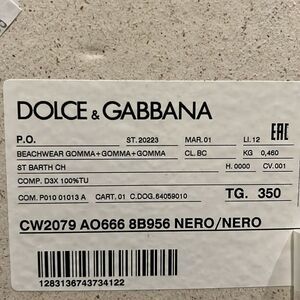 DOLCE & GABBANA
P.O. ST. 20223 MAR. 01 LI. 12 EAC
BEACHWEAR GOMMA+GOMMA+GOMMA CL. BC KG 0,460
ST BARTH CH H. 0000 CV 001
COMP. D3X 100%TU
COM. P010 01013 A CART. 01 C.DOG. 64059010 TG. 350
CW2079 AO666 8B956 NERO/NERO
1283136743734122